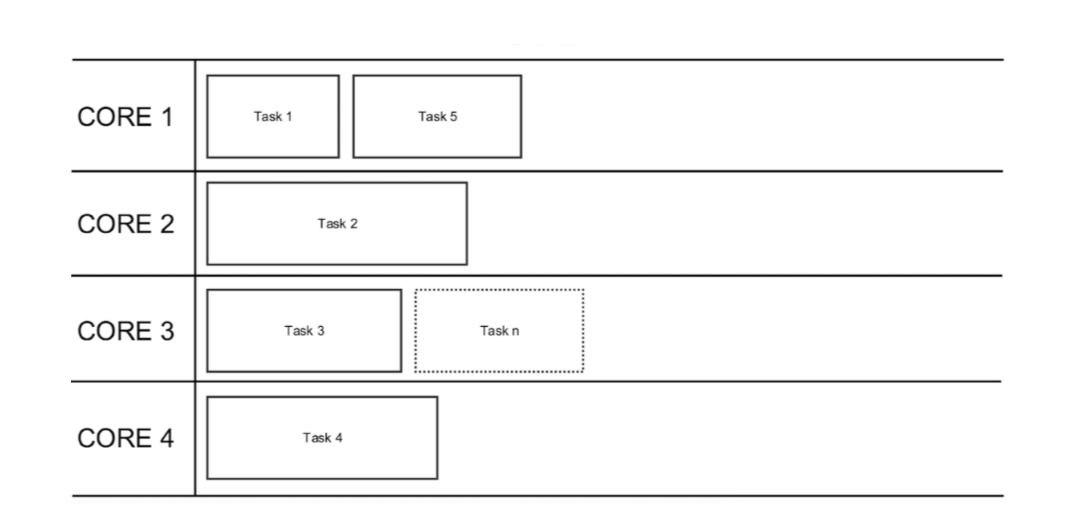 CORE 1
Task 1
Task 5
CORE 2
Task 2
CORE 3
Task 3
Task n
CORE 4
Task 4